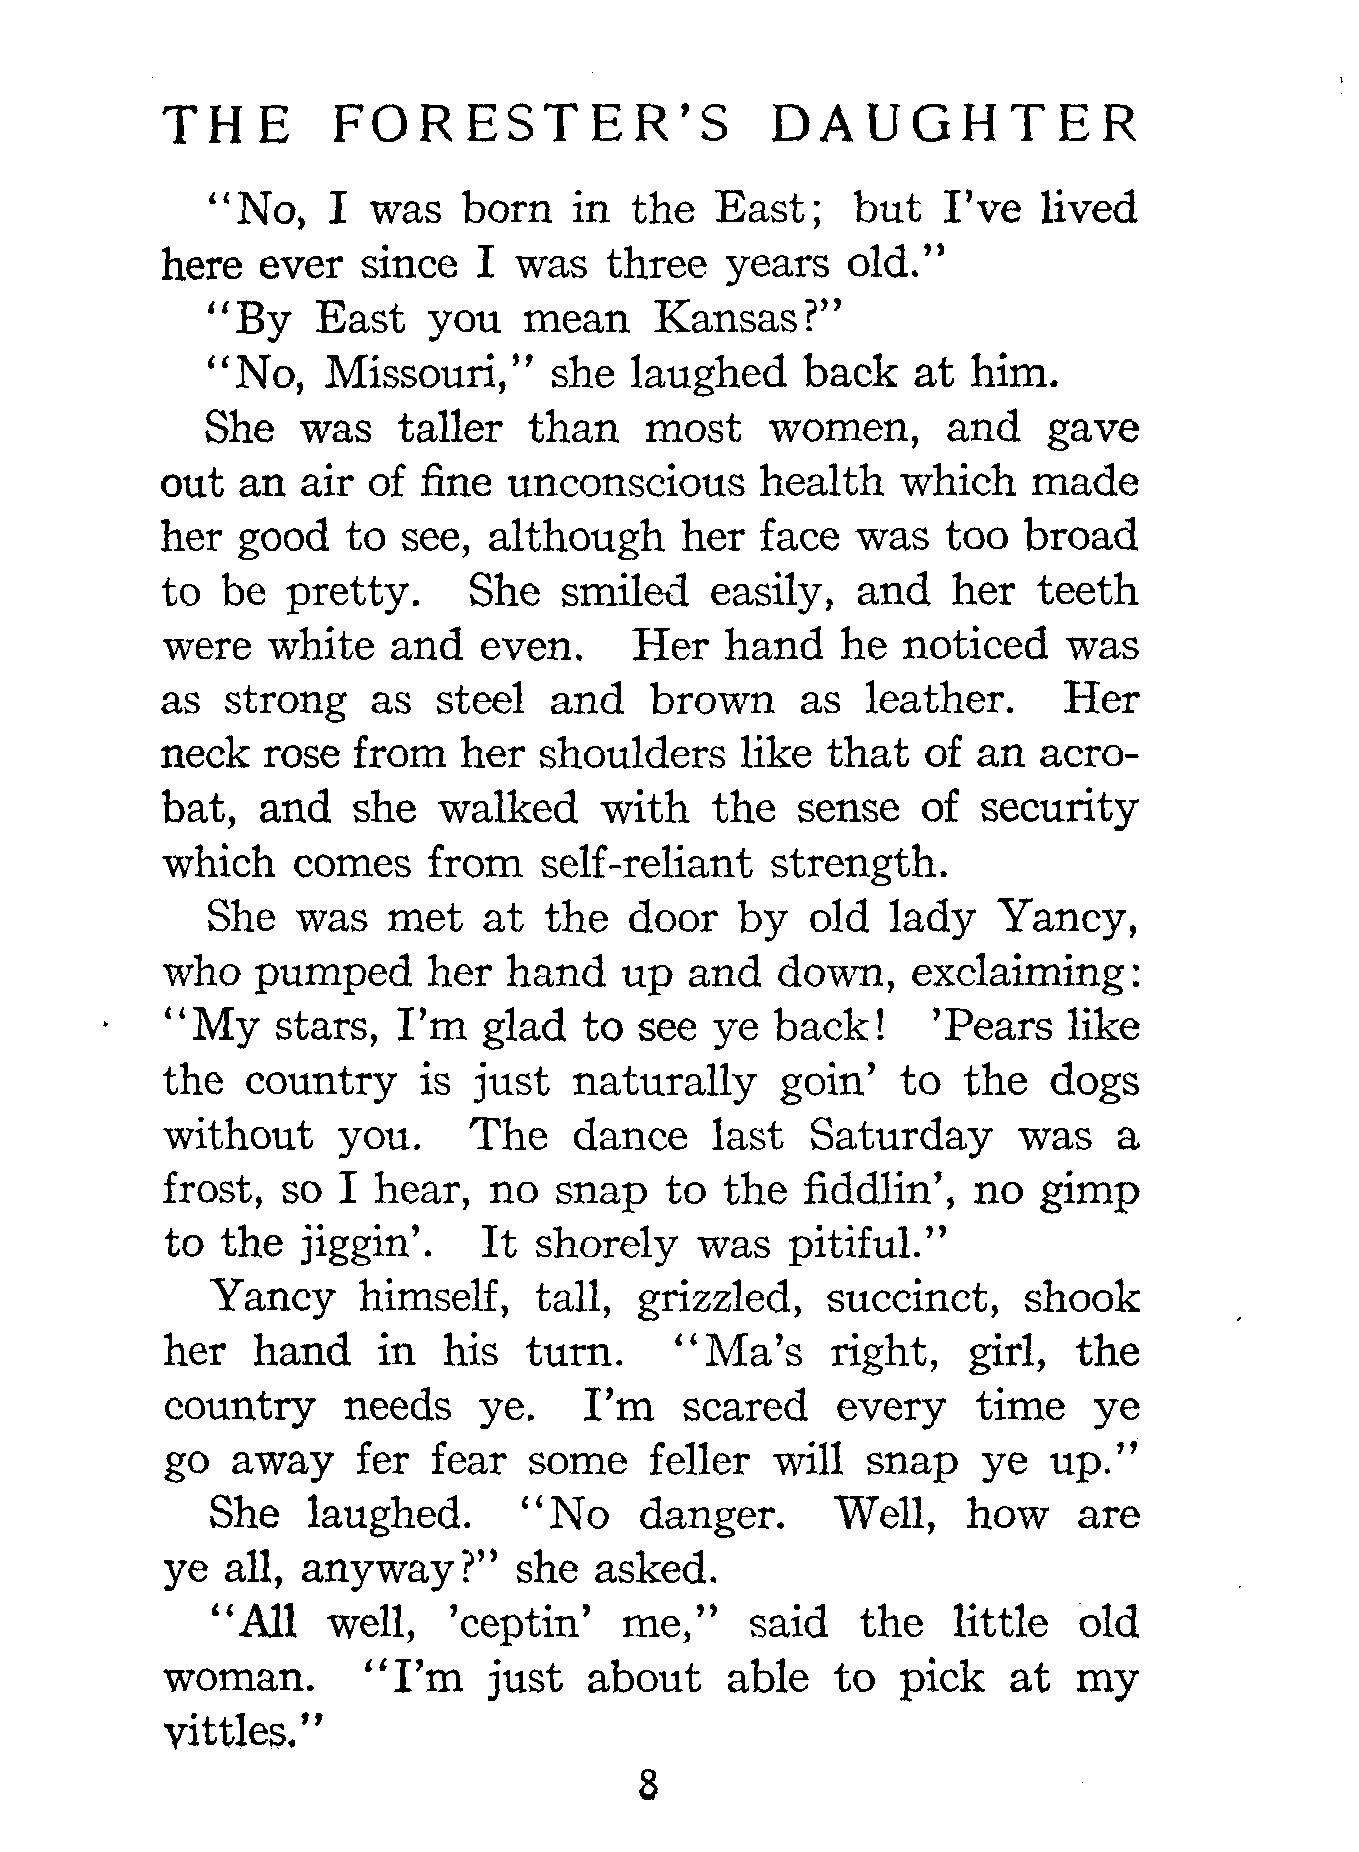 THE FORESTER'S DAUGHTER
"No, I was born in the East; but I've lived
here ever since I was three years old."
"By East you mean Kansas?"
"No, Missouri," she laughed back at him.
She was taller than most women, and gave
out an air of fine unconscious health which made
her good to see, although her face was too broad
to be pretty. She smiled easily, and her teeth
were white and even. Her hand he noticed was
as strong as steel and brown as leather. Her
neck rose from her shoulders like that of an acro-
bat, and she walked with the sense of security
which comes from self-reliant strength.
She was met at the door by old lady Yancy,
who pumped her hand up and down, exclaiming:
"My stars, I'm glad to see ye back! 'Pears like
the country is just naturally goin' to the dogs
without you. The dance last Saturday was a
frost, so I hear, no snap to the fiddlin', no gimp
to the jiggin'. It shorely was pitiful."
Yancy himself, tall, grizzled, succinct, shook
her hand in his turn. "Ma's right, girl, the
country needs ye. I'm scared every time ye
go away fer fear some feller will snap ye up."
She laughed. "No danger. Well, how are
ye all, anyway?" she asked.
"All well, 'ceptin' me," said the little old
woman. "I'm just about able to pick at my
vittles."
8